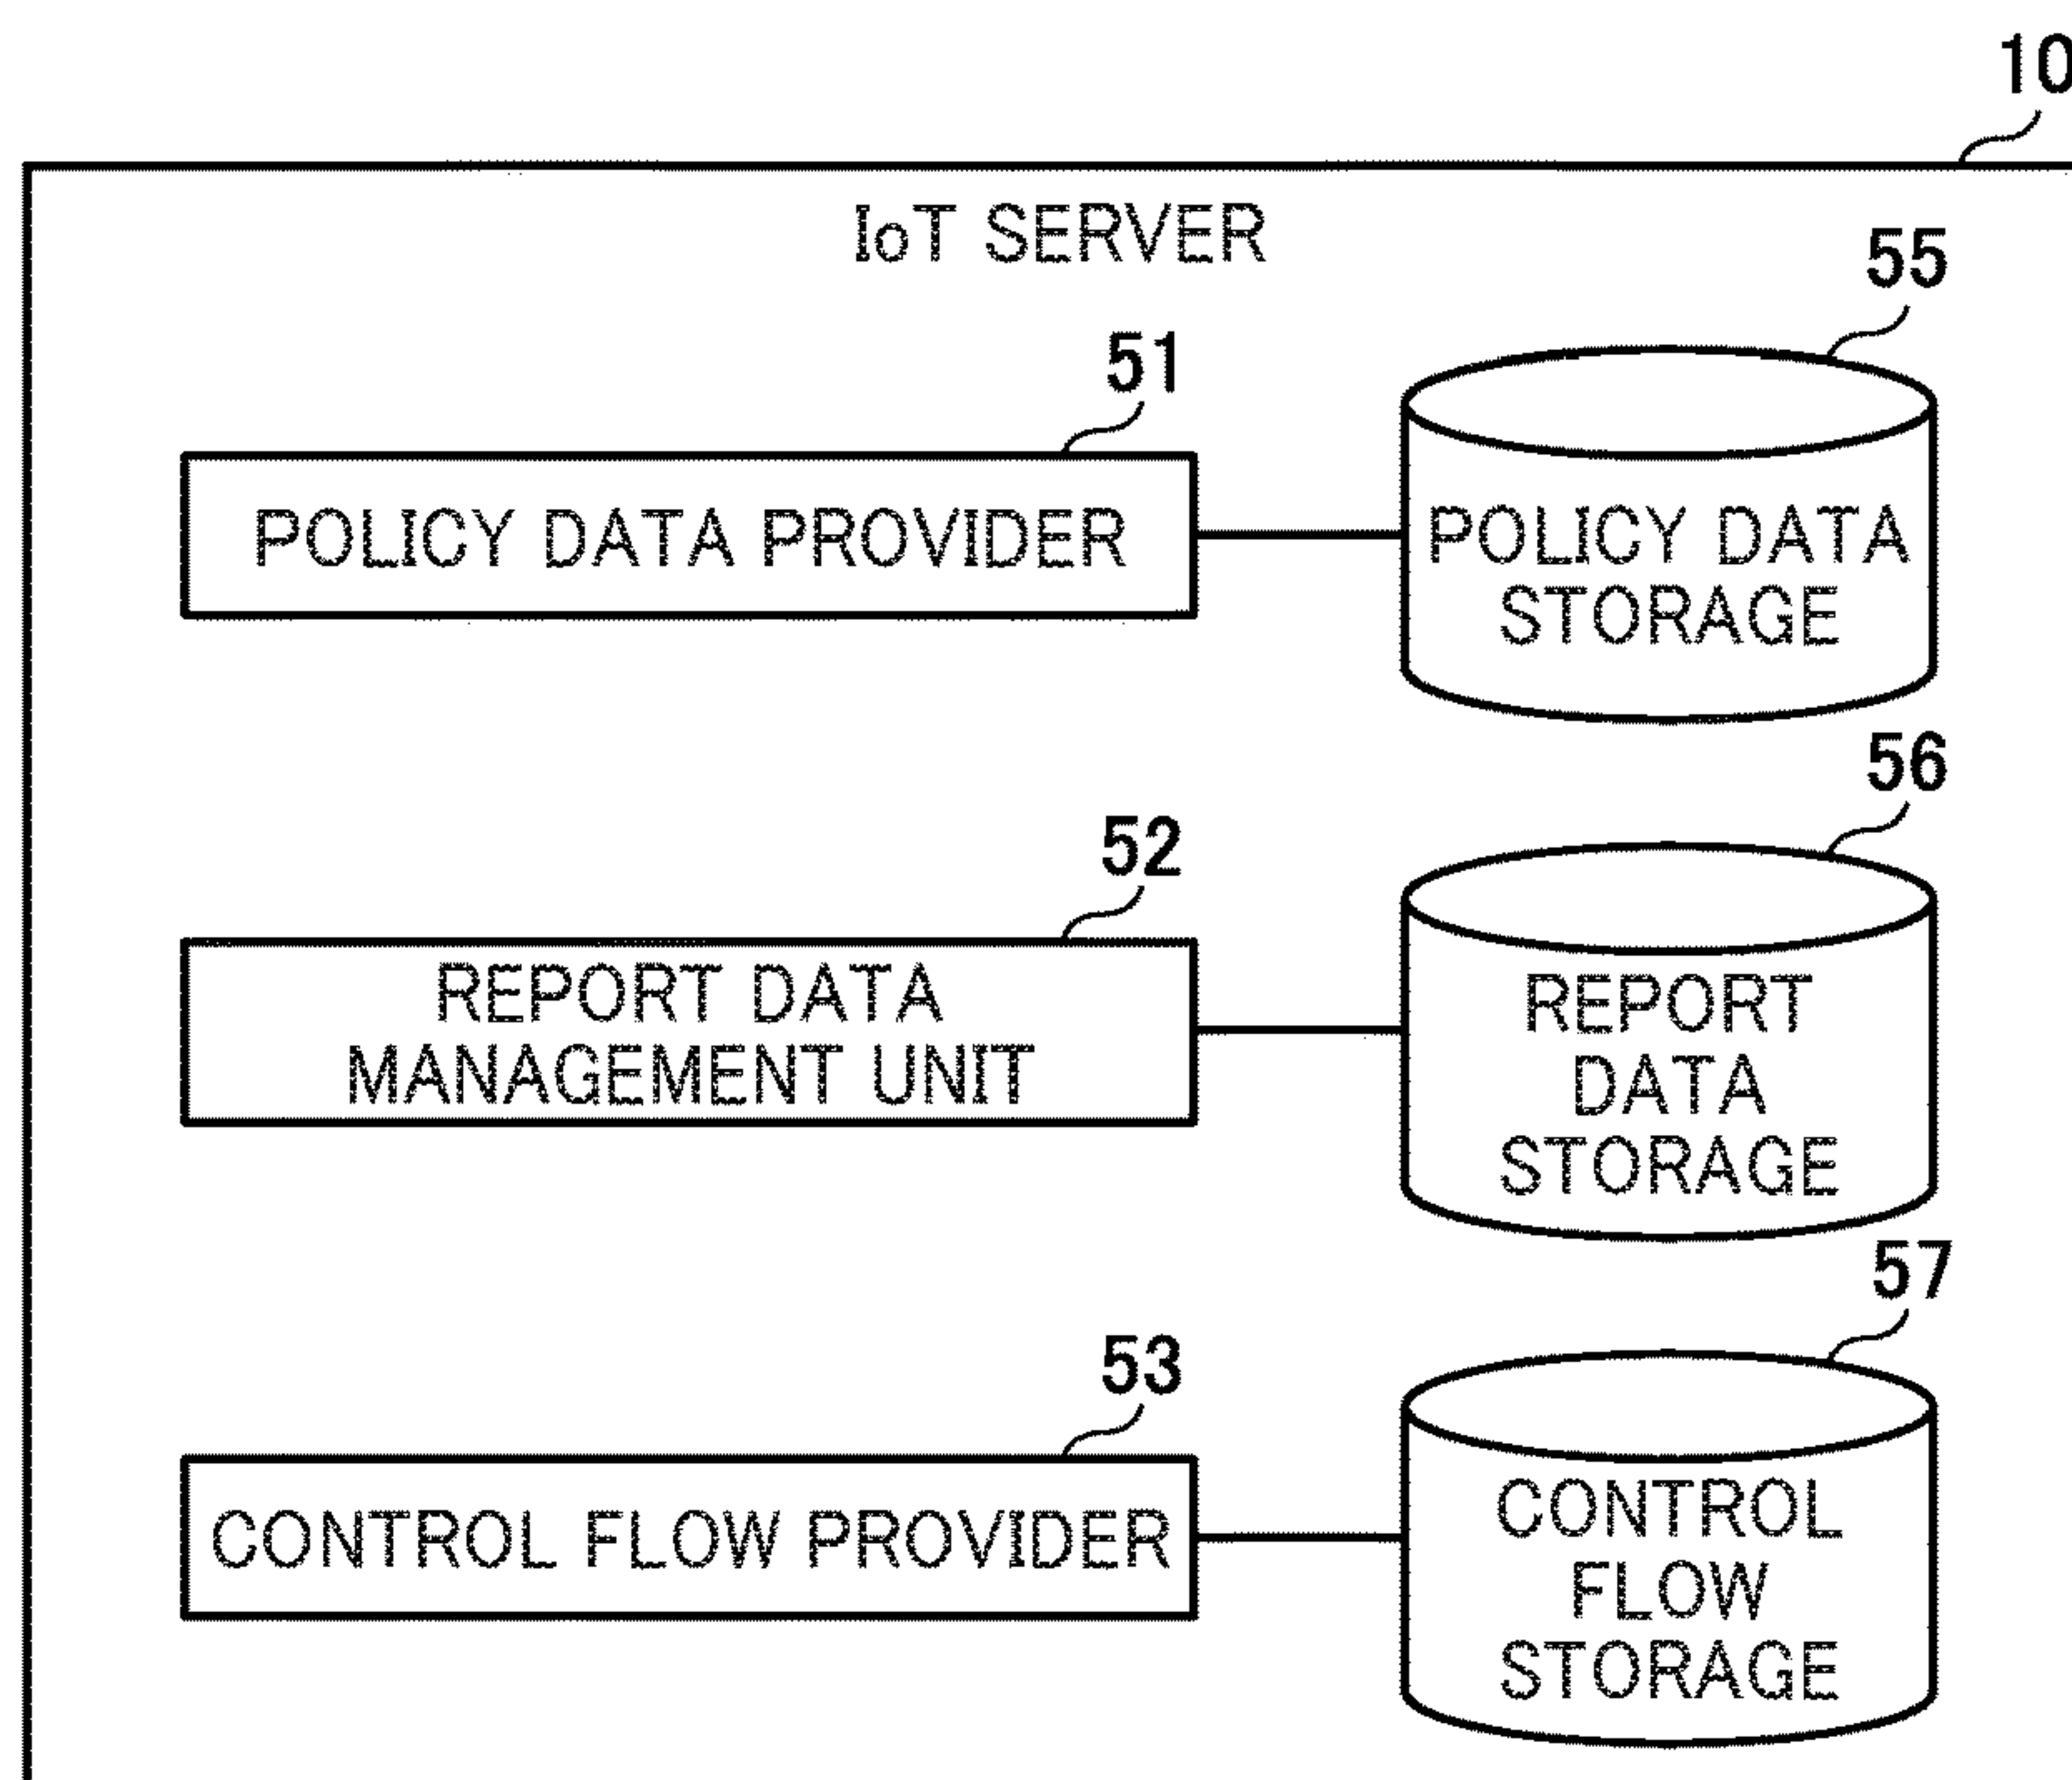 10
IoT SERVER
55
51
POLICY DATA PROVIDER
POLICY DATA
STORAGE
56
52
REPORT DATA
MANAGEMENT UNIT
REPORT
DATA
STORAGE
57
53
CONTROL FLOW PROVIDER
CONTROL
FLOW
STORAGE